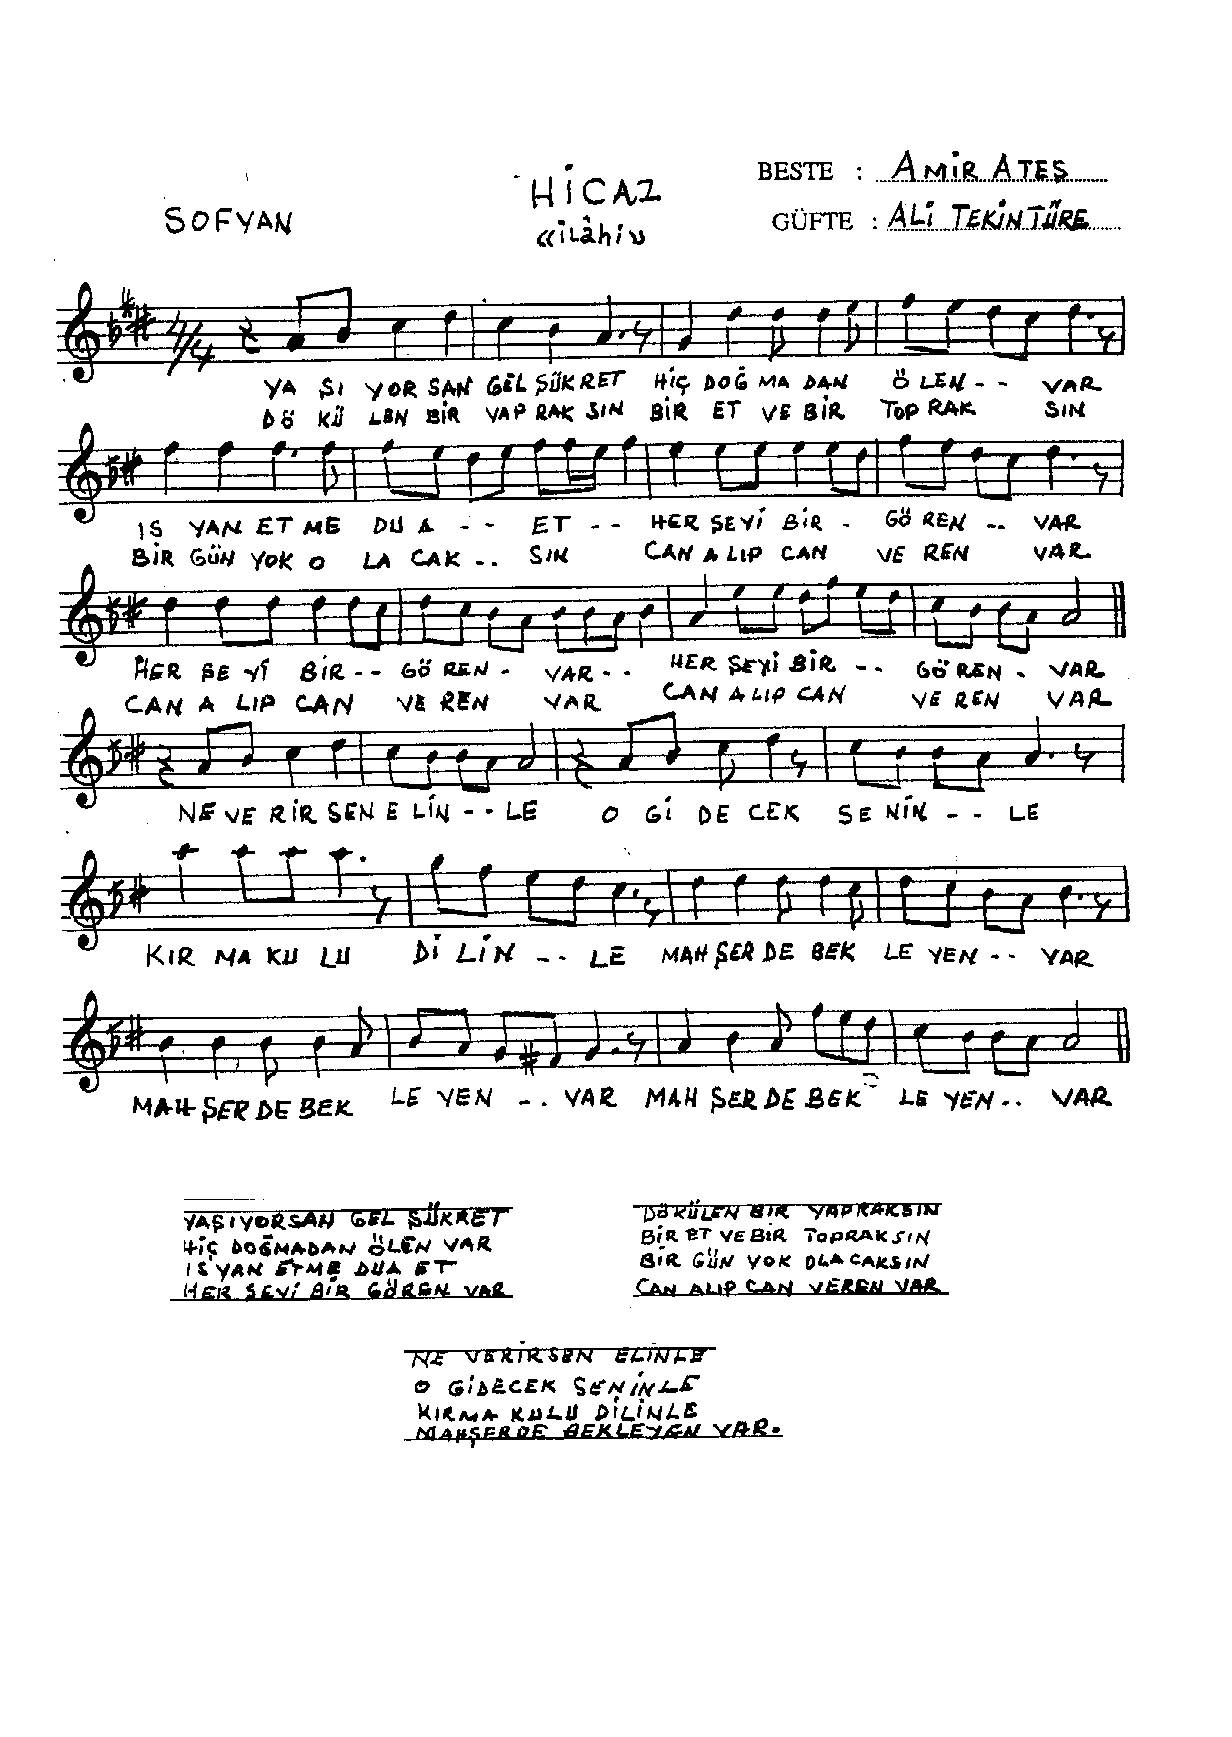 HİCAZ
«İLÂHİ»
SOFYAN
BESTE : AMİR ATEŞ
GÜFTE : ALİ TEKİNTÜRE
4/4
YA ŞI YOR SAN GEL ŞÜKRET HİÇ DOĞ MA DAN Ö LEN - - VAR
DÖ KÜ LEN BİR YAP RAK SIN BİR ET VE BİR TOP RAK SIN
IS YAN ET ME DU A - - ET - - HER ŞEYİ BİR - GÖ REN - - VAR
BİR GÜN YOK O LA CAK - - SIN CAN A LIP CAN VE REN VAR
HER ŞE Yİ BİR - - GÖ REN - VAR - - HER ŞEYİ BİR - - GÖ REN - VAR
CAN A LIP CAN VE REN VAR CAN A LIP CAN VE REN VAR
NE VE RİR SEN E LİN - - LE O Gİ DE CEK SE NİN - - LE
KIR MA KU LU Dİ LİN - - LE MAH ŞER DE BEK LE YEN - - VAR
MAH ŞER DE BEK LE YEN - - VAR MAH ŞER DE BEK LE YEN - - VAR
YAŞIYORSAN GEL ŞÜKRET
HİÇ DOĞMADAN ÖLEN VAR
ISYAN ETME DUA ET
HER ŞEYİ BİR GÖREN VAR
DÖKÜLEN BİR YAPRAKSIN
BİR ET VE BİR TOPRAKSIN
BİR GÜN YOK OLACAKSIN
CAN ALIP CAN VEREN VAR
NE VERİRSEN ELİNLE
O GİDECEK SENİNLE
KIRMA KULU DİLİNLE
MAHŞERDE BEKLEYEN VAR.